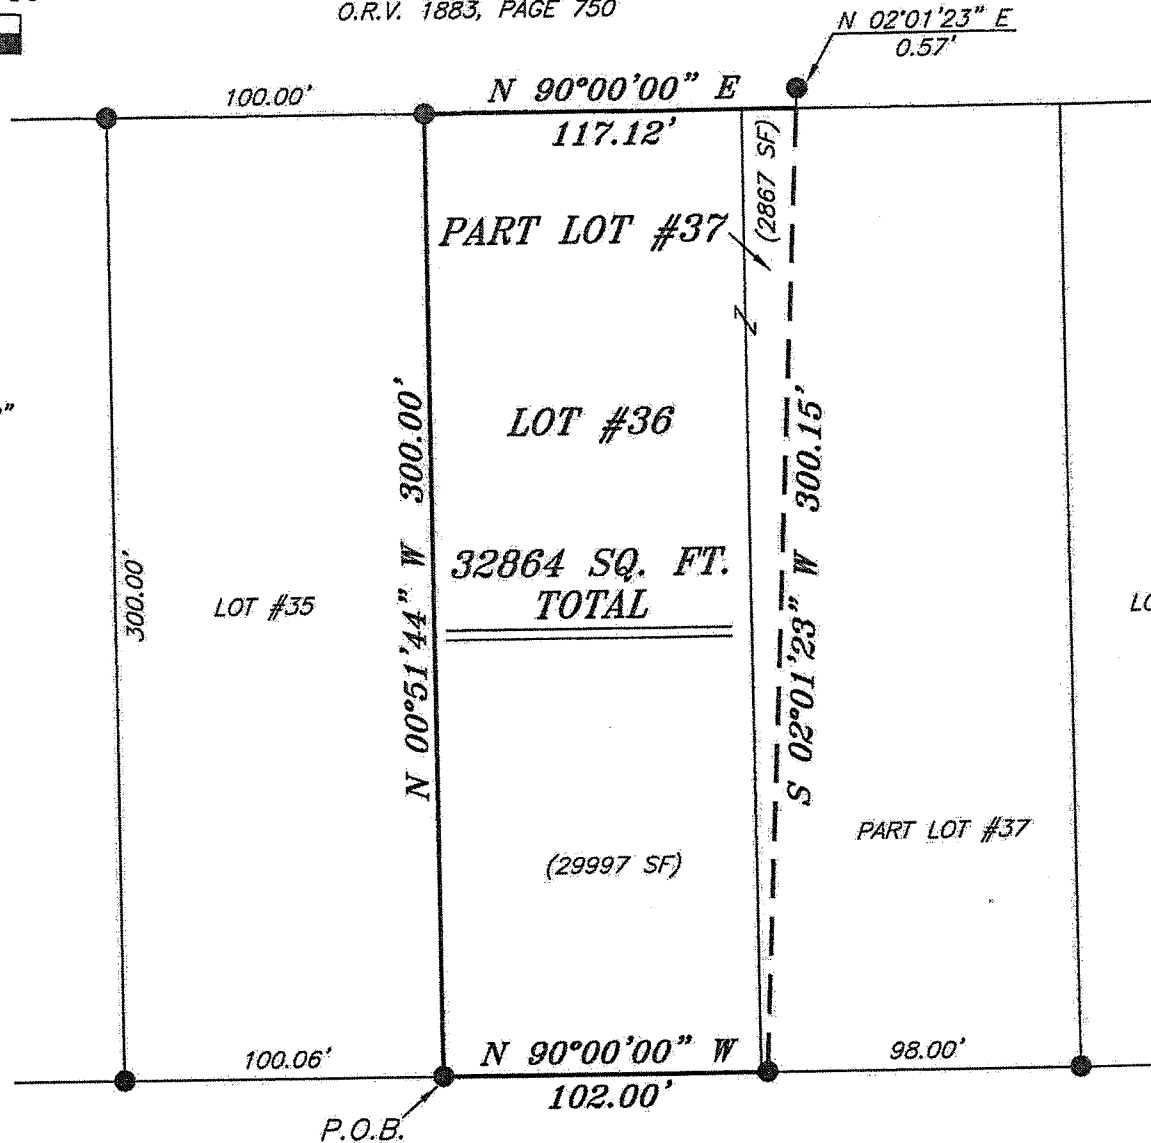 O.R.V. 1883, PAGE 750
N 02°01'23" E
0.57'
100.00'
N 90°00'00" E
117.12'
(2867 SF)
PART LOT #37
N 00°51'44" W 300.00'
S 02°01'23" W 300.15'
LOT #36
32864 SQ. FT.
TOTAL
300.00'
LOT #35
PART LOT #37
(29997 SF)
100.06'
N 90°00'00" W
102.00'
98.00'
P.O.B.